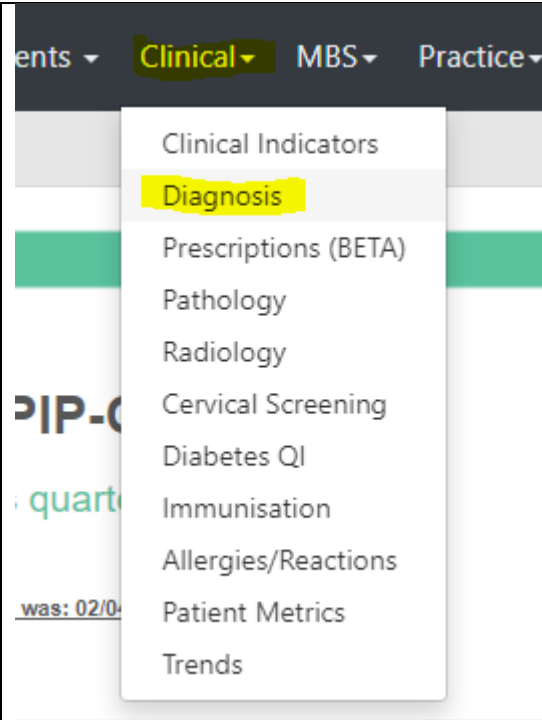 ents Clinical MBS Practice
Clinical Indicators
Diagnosis
Prescriptions (BETA)
Pathology
Radiology
PIP-
Cervical Screening
Diabetes QI
quart
Immunisation
Allergies/Reactions
was: 02/0
Patient Metrics
Trends